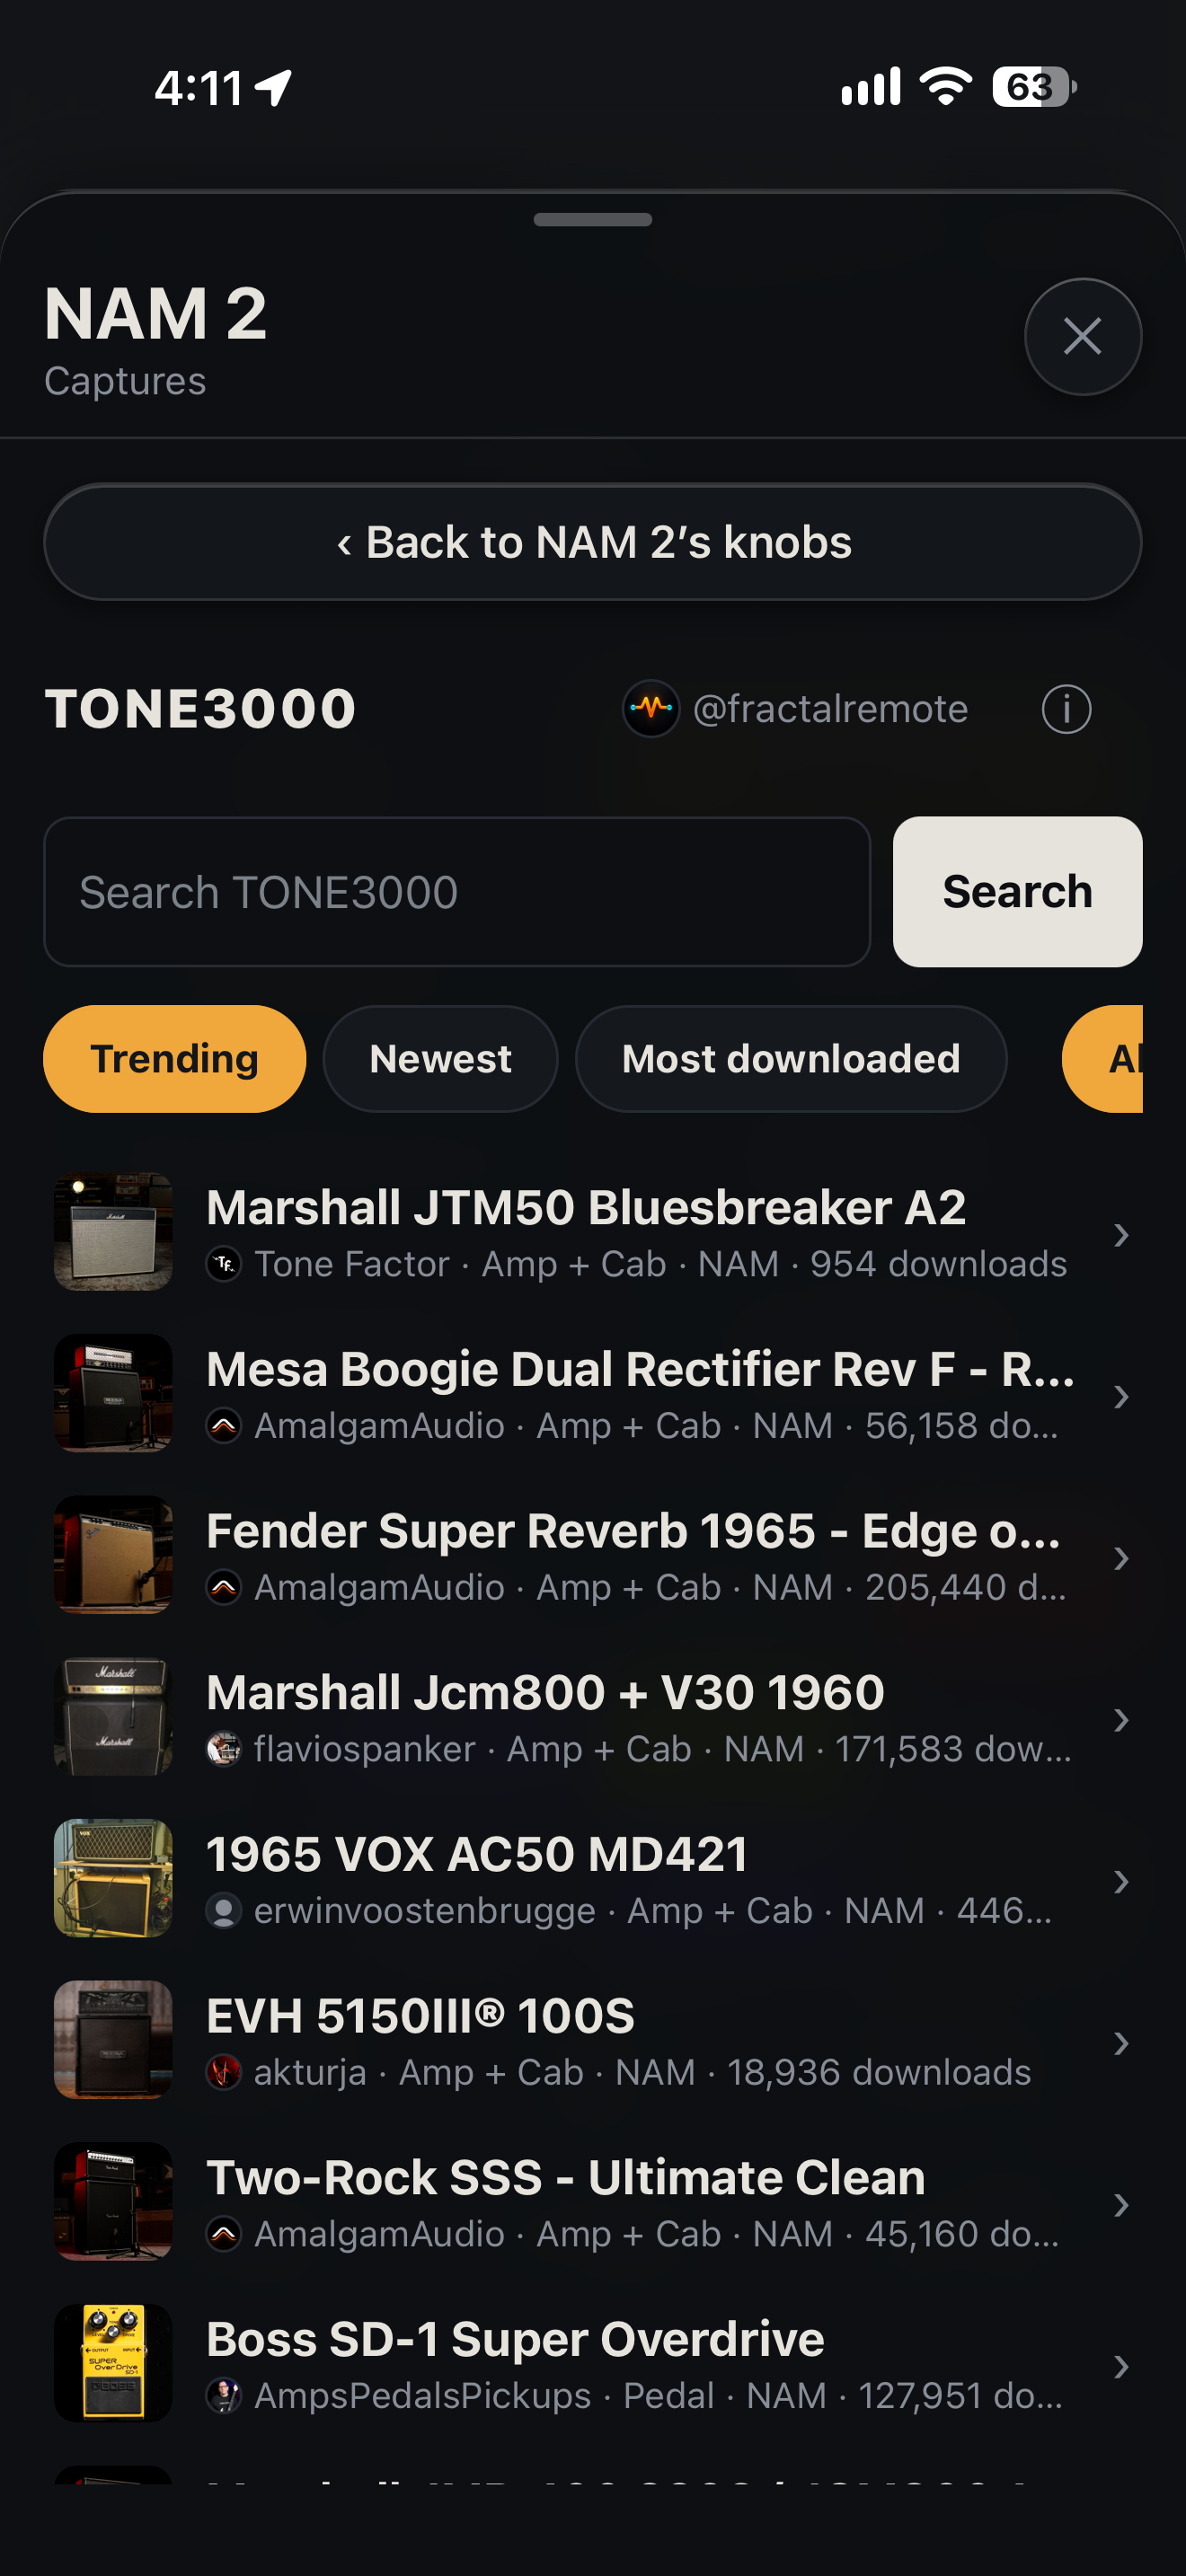 4:11
63
NAM 2
Captures
‹ Back to NAM 2’s knobs
TONE3000
@fractalremote
Search TONE3000
Search
Trending
Newest
Most downloaded
Marshall JTM50 Bluesbreaker A2
Tone Factor · Amp + Cab · NAM · 954 downloads
Mesa Boogie Dual Rectifier Rev F - R...
AmalgamAudio · Amp + Cab · NAM · 56,158 do...
Fender Super Reverb 1965 - Edge o...
AmalgamAudio · Amp + Cab · NAM · 205,440 d...
Marshall Jcm800 + V30 1960
flaviospanker · Amp + Cab · NAM · 171,583 dow...
1965 VOX AC50 MD421
erwinvoostenbrugge · Amp + Cab · NAM · 446...
EVH 5150III® 100S
akturja · Amp + Cab · NAM · 18,936 downloads
Two-Rock SSS - Ultimate Clean
AmalgamAudio · Amp + Cab · NAM · 45,160 do...
Boss SD-1 Super Overdrive
AmpsPedalsPickups · Pedal · NAM · 127,951 do...